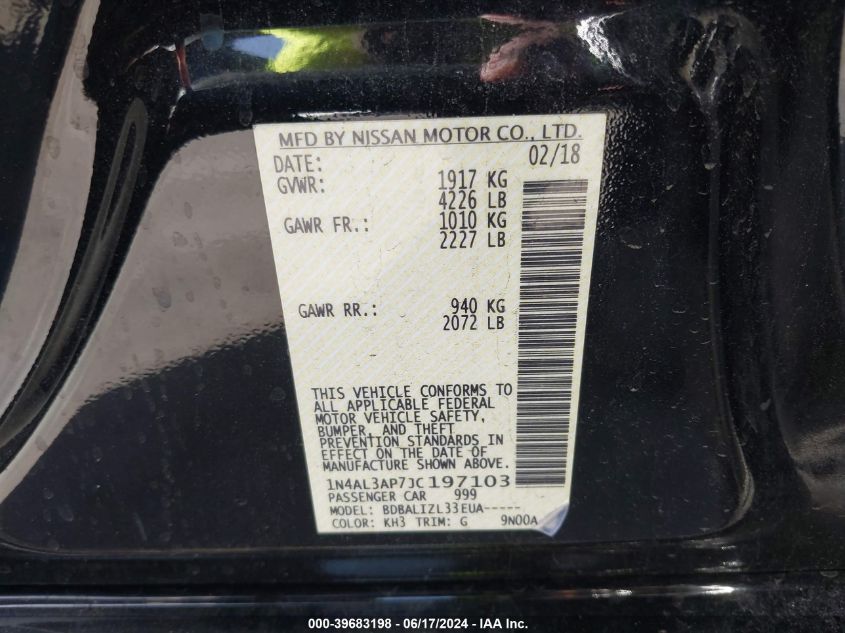 MFD BY NISSAN MOTOR CO., LTD.
DATE: 02/18
GVWR: 1917 KG
4226 LB
GAWR FR.: 1010 KG
2227 LB
GAWR RR.: 940 KG
2072 LB
THIS VEHICLE CONFORMS TO
ALL APPLICABLE FEDERAL
MOTOR VEHICLE SAFETY,
BUMPER, AND THEFT
PREVENTION STANDARDS IN
EFFECT ON THE DATE OF
MANUFACTURE SHOWN ABOVE.
1N4AL3AP7JC197103
PASSENGER CAR 999
MODEL: BDBALIZL33EUA-----
COLOR: KH3 TRIM: G 9N00A
000-39683198 - 06/17/2024 - IAA Inc.